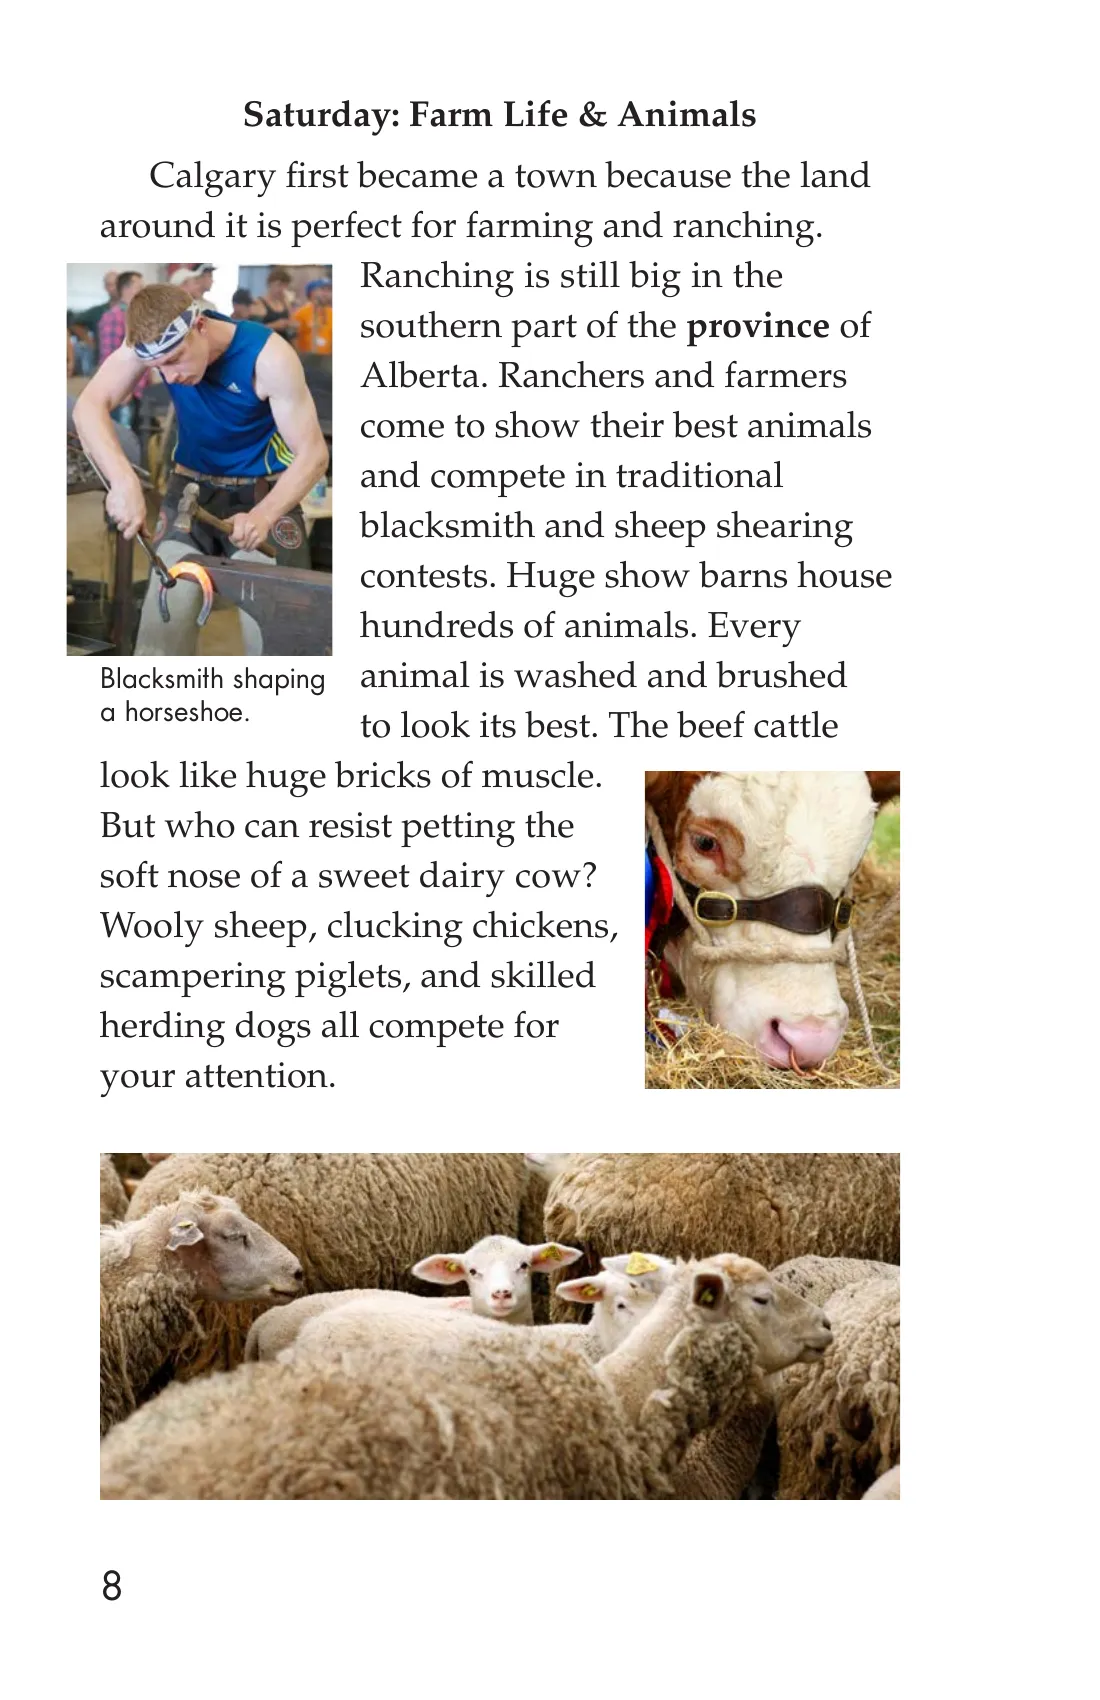 Saturday: Farm Life & Animals
Calgary first became a town because the land
around it is perfect for farming and ranching.
Ranching is still big in the
southern part of the province of
Alberta. Ranchers and farmers
come to show their best animals
and compete in traditional
blacksmith and sheep shearing
contests. Huge show barns house
hundreds of animals. Every
animal is washed and brushed
to look its best. The beef cattle
look like huge bricks of muscle.
But who can resist petting the
soft nose of a sweet dairy cow?
Wooly sheep, clucking chickens,
scampering piglets, and skilled
herding dogs all compete for
your attention.
Blacksmith shaping
a horseshoe.
8